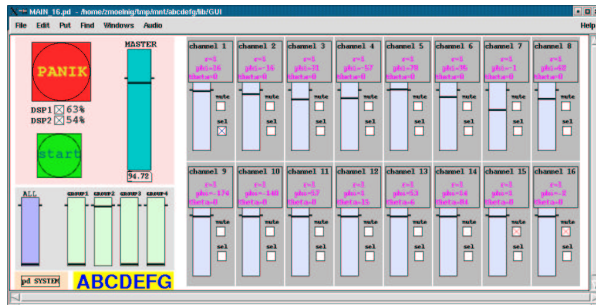 MAIN_16.pd - /home/zmoelnig/tmp/mnt/abcdefg/lib/GUI
File Edit Put Find Windows Audio Help
PANIK
DSP1 63%
DSP2 54%
start
MASTER
94.72
ALL group1 group2 group3 group4
pd SYSTEM
ABCDEFG
channel 1
r=1
phi=36
theta=0
mute
sel
channel 2
r=1
phi=-16
theta=0
mute
sel
channel 3
r=1
phi=31
theta=0
mute
sel
channel 4
r=1
phi=-57
theta=0
mute
sel
channel 5
r=1
phi=78
theta=0
mute
sel
channel 6
r=1
phi=95
theta=0
mute
sel
channel 7
r=1
phi=-1
theta=0
mute
sel
channel 8
r=1
phi=62
theta=0
mute
sel
channel 9
r=1
phi=-174
theta=0
mute
sel
channel 10
r=1
phi=-140
theta=0
mute
sel
channel 11
r=1
phi=57
theta=0
mute
sel
channel 12
r=1
phi=1
theta=15
mute
sel
channel 13
r=1
phi=53
theta=6
mute
sel
channel 14
r=1
phi=14
theta=84
mute
sel
channel 15
r=1
phi=-1
theta=0
mute
sel
channel 16
r=1
phi=-2
theta=0
mute
sel